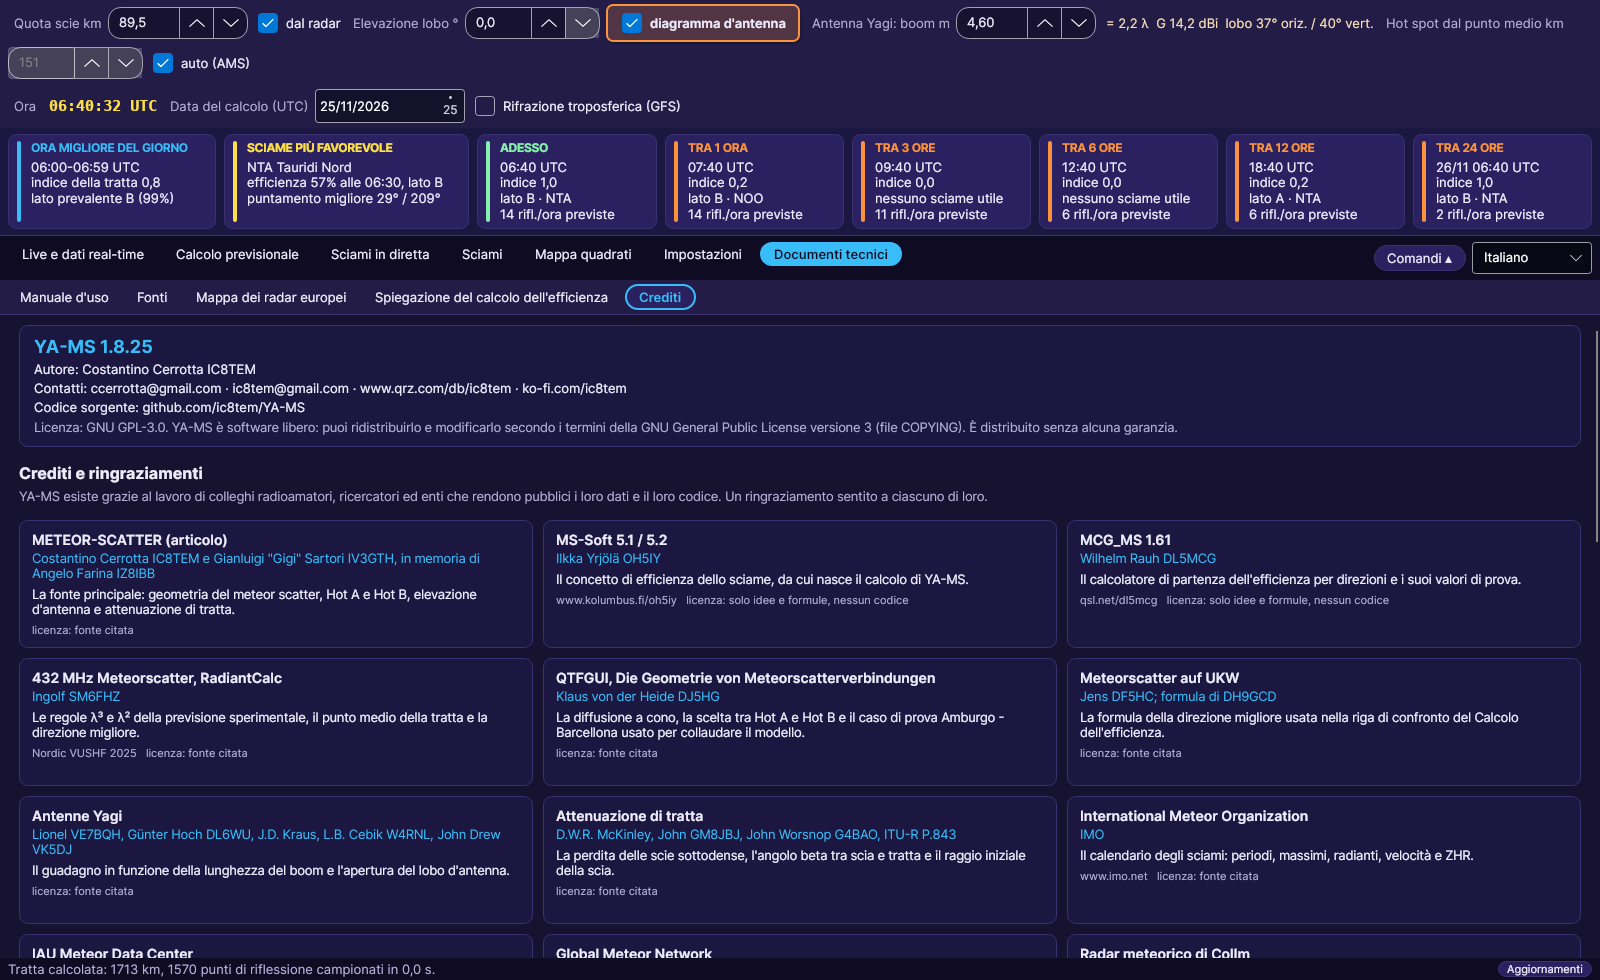 Quota scie km 89,5 dal radar Elevazione lobo ° 0,0 diagramma d'antenna Antenna Yagi: boom m 4,60 = 2,2 λ G 14,2 dBi lobo 37° oriz. / 40° vert. Hot spot dal punto medio km
151 auto (AMS)
Ora 06:40:32 UTC Data del calcolo (UTC) 25/11/2026 25 Rifrazione troposferica (GFS)
ORA MIGLIORE DEL GIORNO
06:00-06:59 UTC
indice della tratta 0,8
lato prevalente B (99%)
SCIAME PIÙ FAVOREVOLE
NTA Tauridi Nord
efficienza 57% alle 06:30, lato B
puntamento migliore 29° / 209°
ADESSO
06:40 UTC
indice 1,0
lato B · NTA
14 rifl./ora previste
TRA 1 ORA
07:40 UTC
indice 0,2
lato B · NOO
14 rifl./ora previste
TRA 3 ORE
09:40 UTC
indice 0,0
nessuno sciame utile
11 rifl./ora previste
TRA 6 ORE
12:40 UTC
indice 0,0
nessuno sciame utile
6 rifl./ora previste
TRA 12 ORE
18:40 UTC
indice 0,2
lato A · NTA
6 rifl./ora previste
TRA 24 ORE
26/11 06:40 UTC
indice 1,0
lato B · NTA
2 rifl./ora previste
Live e dati real-time Calcolo previsionale Sciami in diretta Sciami Mappa quadrati Impostazioni Documenti tecnici Comandi ▴ Italiano
Manuale d'uso Fonti Mappa dei radar europei Spiegazione del calcolo dell'efficienza Crediti
YA-MS 1.8.25
Autore: Costantino Cerrotta IC8TEM
Contatti: ccerrotta@gmail.com · ic8tem@gmail.com · www.qrz.com/db/ic8tem · ko-fi.com/ic8tem
Codice sorgente: github.com/ic8tem/YA-MS
Licenza: GNU GPL-3.0. YA-MS è software libero: puoi ridistribuirlo e modificarlo secondo i termini della GNU General Public License versione 3 (file COPYING). È distribuito senza alcuna garanzia.
Crediti e ringraziamenti
YA-MS esiste grazie al lavoro di colleghi radioamatori, ricercatori ed enti che rendono pubblici i loro dati e il loro codice. Un ringraziamento sentito a ciascuno di loro.
METEOR-SCATTER (articolo)
Costantino Cerrotta IC8TEM e Gianluigi "Gigi" Sartori IV3GTH, in memoria di
Angelo Farina IZ8IBB
La fonte principale: geometria del meteor scatter, Hot A e Hot B, elevazione
d'antenna e attenuazione di tratta.
licenza: fonte citata
MS-Soft 5.1 / 5.2
Ilkka Yrjölä OH5IY
Il concetto di efficienza dello sciame, da cui nasce il calcolo di YA-MS.
www.kolumbus.fi/oh5iy licenza: solo idee e formule, nessun codice
MCG_MS 1.61
Wilhelm Rauh DL5MCG
Il calcolatore di partenza dell'efficienza per direzioni e i suoi valori di prova.
qsl.net/dl5mcg licenza: solo idee e formule, nessun codice
432 MHz Meteorscatter, RadiantCalc
Ingolf SM6FHZ
Le regole λ³ e λ² della previsione sperimentale, il punto medio della tratta e la
direzione migliore.
Nordic VUSHF 2025 licenza: fonte citata
QTFGUI, Die Geometrie von Meteorscatterverbindungen
Klaus von der Heide DJ5HG
La diffusione a cono, la scelta tra Hot A e Hot B e il caso di prova Amburgo -
Barcellona usato per collaudare il modello.
licenza: fonte citata
Meteorscatter auf UKW
Jens DF5HC; formula di DH9GCD
La formula della direzione migliore usata nella riga di confronto del Calcolo
dell'efficienza.
licenza: fonte citata
Antenne Yagi
Lionel VE7BQH, Günter Hoch DL6WU, J.D. Kraus, L.B. Cebik W4RNL, John Drew
VK5DJ
Il guadagno in funzione della lunghezza del boom e l'apertura del lobo d'antenna.
licenza: fonte citata
Attenuazione di tratta
D.W.R. McKinley, John GM8JBJ, John Worsnop G4BAO, ITU-R P.843
La perdita delle scie sottodense, l'angolo beta tra scia e tratta e il raggio iniziale
della scia.
licenza: fonte citata
International Meteor Organization
IMO
Il calendario degli sciami: periodi, massimi, radianti, velocità e ZHR.
www.imo.net licenza: fonte citata
IAU Meteor Data Center
Global Meteor Network
Radar meteorico di Collm
Tratta calcolata: 1713 km, 1570 punti di riflessione campionati in 0,0 s.
Aggiornamenti